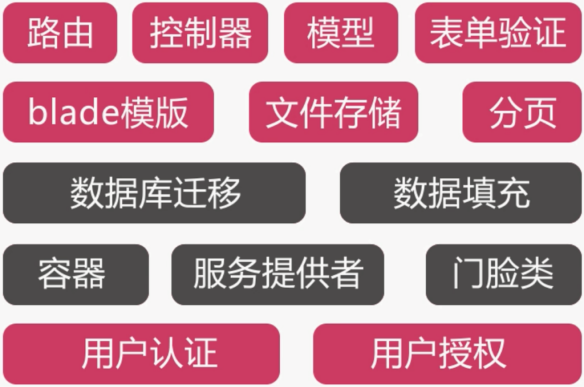 路由 控制器 模型 表单验证
blade模版 文件存储 分页
数据库迁移 数据填充
容器 服务提供者 门脸类
用户认证 用户授权